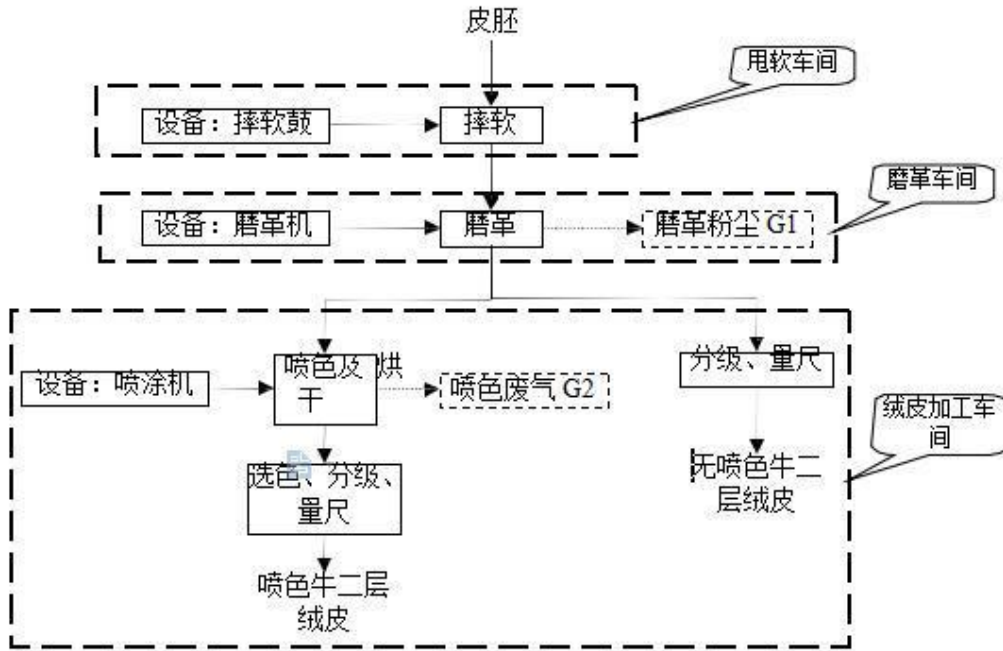 皮胚
甩软车间
设备：摔软鼓
摔软
磨革车间
设备：磨革机
磨革
磨革粉尘 G1
设备：喷涂机
喷色及 烘
干
喷色废气 G2
分级、量尺
绒皮加工车
间
选色、分级、
量尺
无喷色牛二
层绒皮
喷色牛二层
绒皮